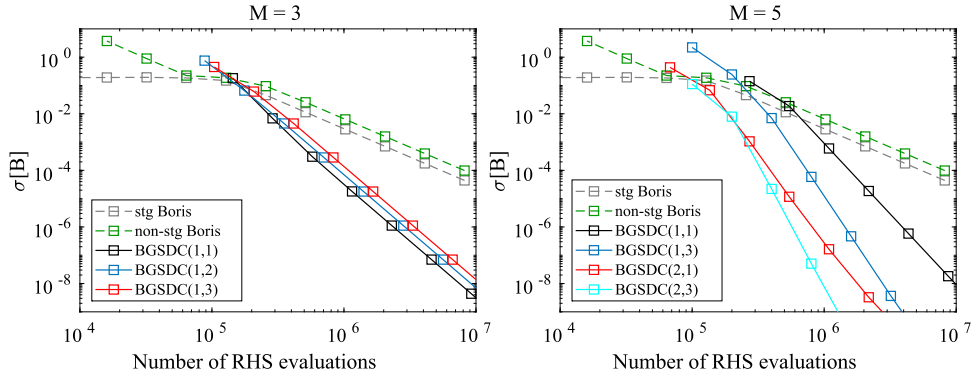 M = 3
σ[B]
10^0
10^-2
10^-4
10^-6
10^-8
stg Boris
non-stg Boris
BGSDC(1,1)
BGSDC(1,2)
BGSDC(1,3)
10^4
10^5
10^6
10^7
Number of RHS evaluations
M = 5
σ[B]
10^0
10^-2
10^-4
10^-6
10^-8
stg Boris
non-stg Boris
BGSDC(1,1)
BGSDC(1,3)
BGSDC(2,1)
BGSDC(2,3)
10^4
10^5
10^6
10^7
Number of RHS evaluations